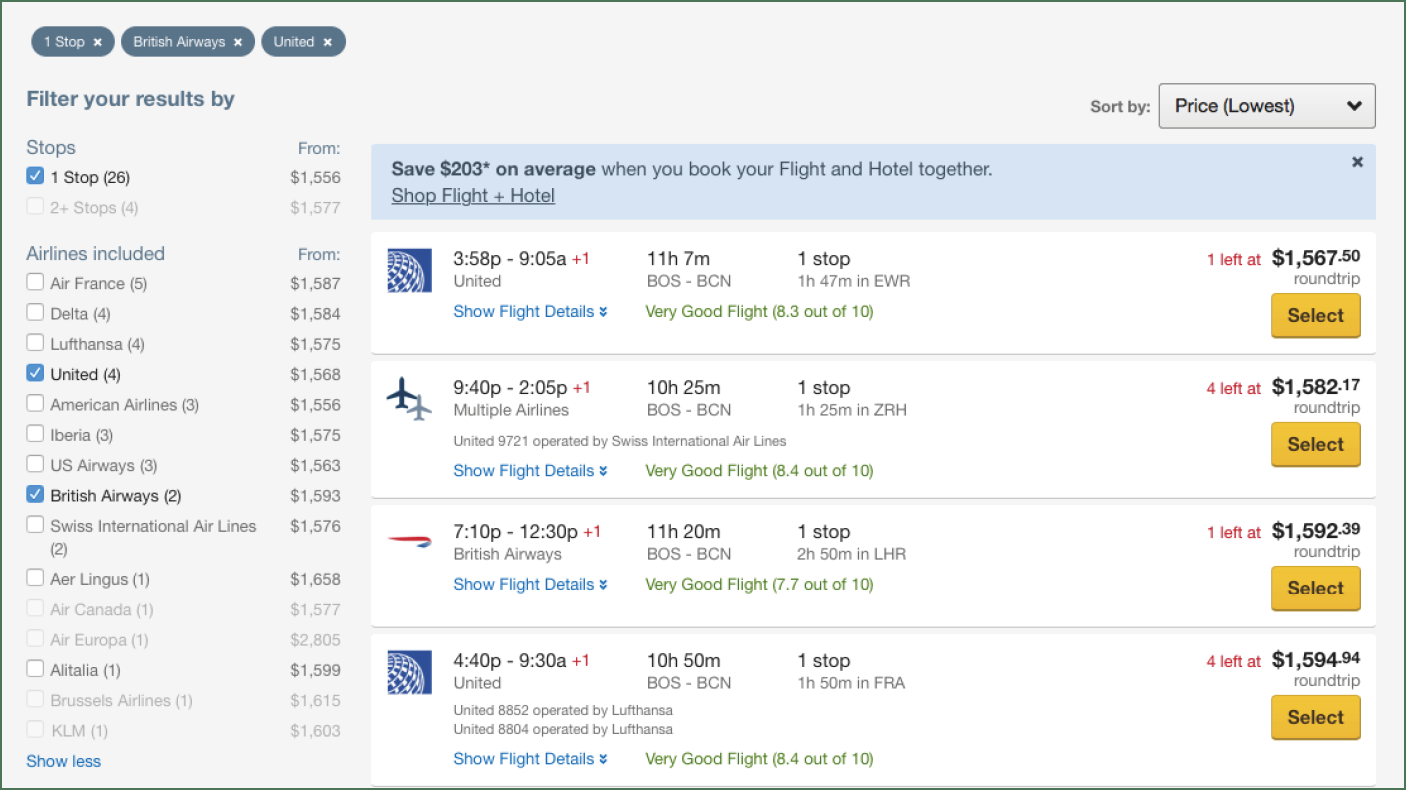 1 Stop × British Airways × United ×
Filter your results by
Sort by: Price (Lowest)
Stops From:
1 Stop (26) $1,556
2+ Stops (4) $1,577
Airlines included From:
Air France (5) $1,587
Delta (4) $1,584
Lufthansa (4) $1,575
United (4) $1,568
American Airlines (3) $1,556
Iberia (3) $1,575
US Airways (3) $1,563
British Airways (2) $1,593
Swiss International Air Lines $1,576
(2)
Aer Lingus (1) $1,658
Air Canada (1) $1,577
Air Europa (1) $2,805
Alitalia (1) $1,599
Brussels Airlines (1) $1,615
KLM (1) $1,603
Show less
Save $203* on average when you book your Flight and Hotel together. ×
Shop Flight + Hotel
3:58p - 9:05a +1 11h 7m 1 stop 1 left at $1,567.50
United BOS - BCN 1h 47m in EWR roundtrip
Show Flight Details Very Good Flight (8.3 out of 10) Select
9:40p - 2:05p +1 10h 25m 1 stop 4 left at $1,582.17
Multiple Airlines BOS - BCN 1h 25m in ZRH roundtrip
United 9721 operated by Swiss International Air Lines Select
Show Flight Details Very Good Flight (8.4 out of 10)
7:10p - 12:30p +1 11h 20m 1 stop 1 left at $1,592.39
British Airways BOS - BCN 2h 50m in LHR roundtrip
Show Flight Details Very Good Flight (7.7 out of 10) Select
4:40p - 9:30a +1 10h 50m 1 stop 4 left at $1,594.94
United BOS - BCN 1h 50m in FRA roundtrip
United 8852 operated by Lufthansa Select
United 8804 operated by Lufthansa
Show Flight Details Very Good Flight (8.4 out of 10)